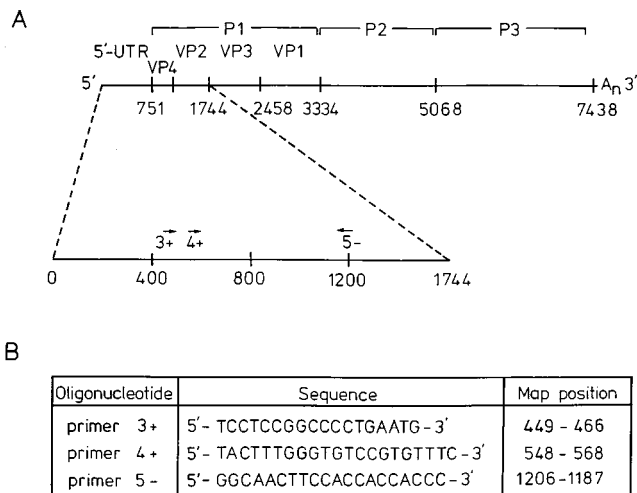 A
P1 P2 P3
5'-UTR VP2 VP3 VP1
VP4
5' An 3'
751 1744 2458 3334 5068 7438
3+ 4+ 5-
0 400 800 1200 1744
B
Oligonucleotide Sequence Map position
primer 3+ 5'- TCCTCCGGCCCCTGAATG-3' 449 - 466
primer 4+ 5'- TACTTTGGGTGTCCGTGTTTC-3' 548 - 568
primer 5- 5'- GGCAACTTCCACCACCACCC-3' 1206-1187